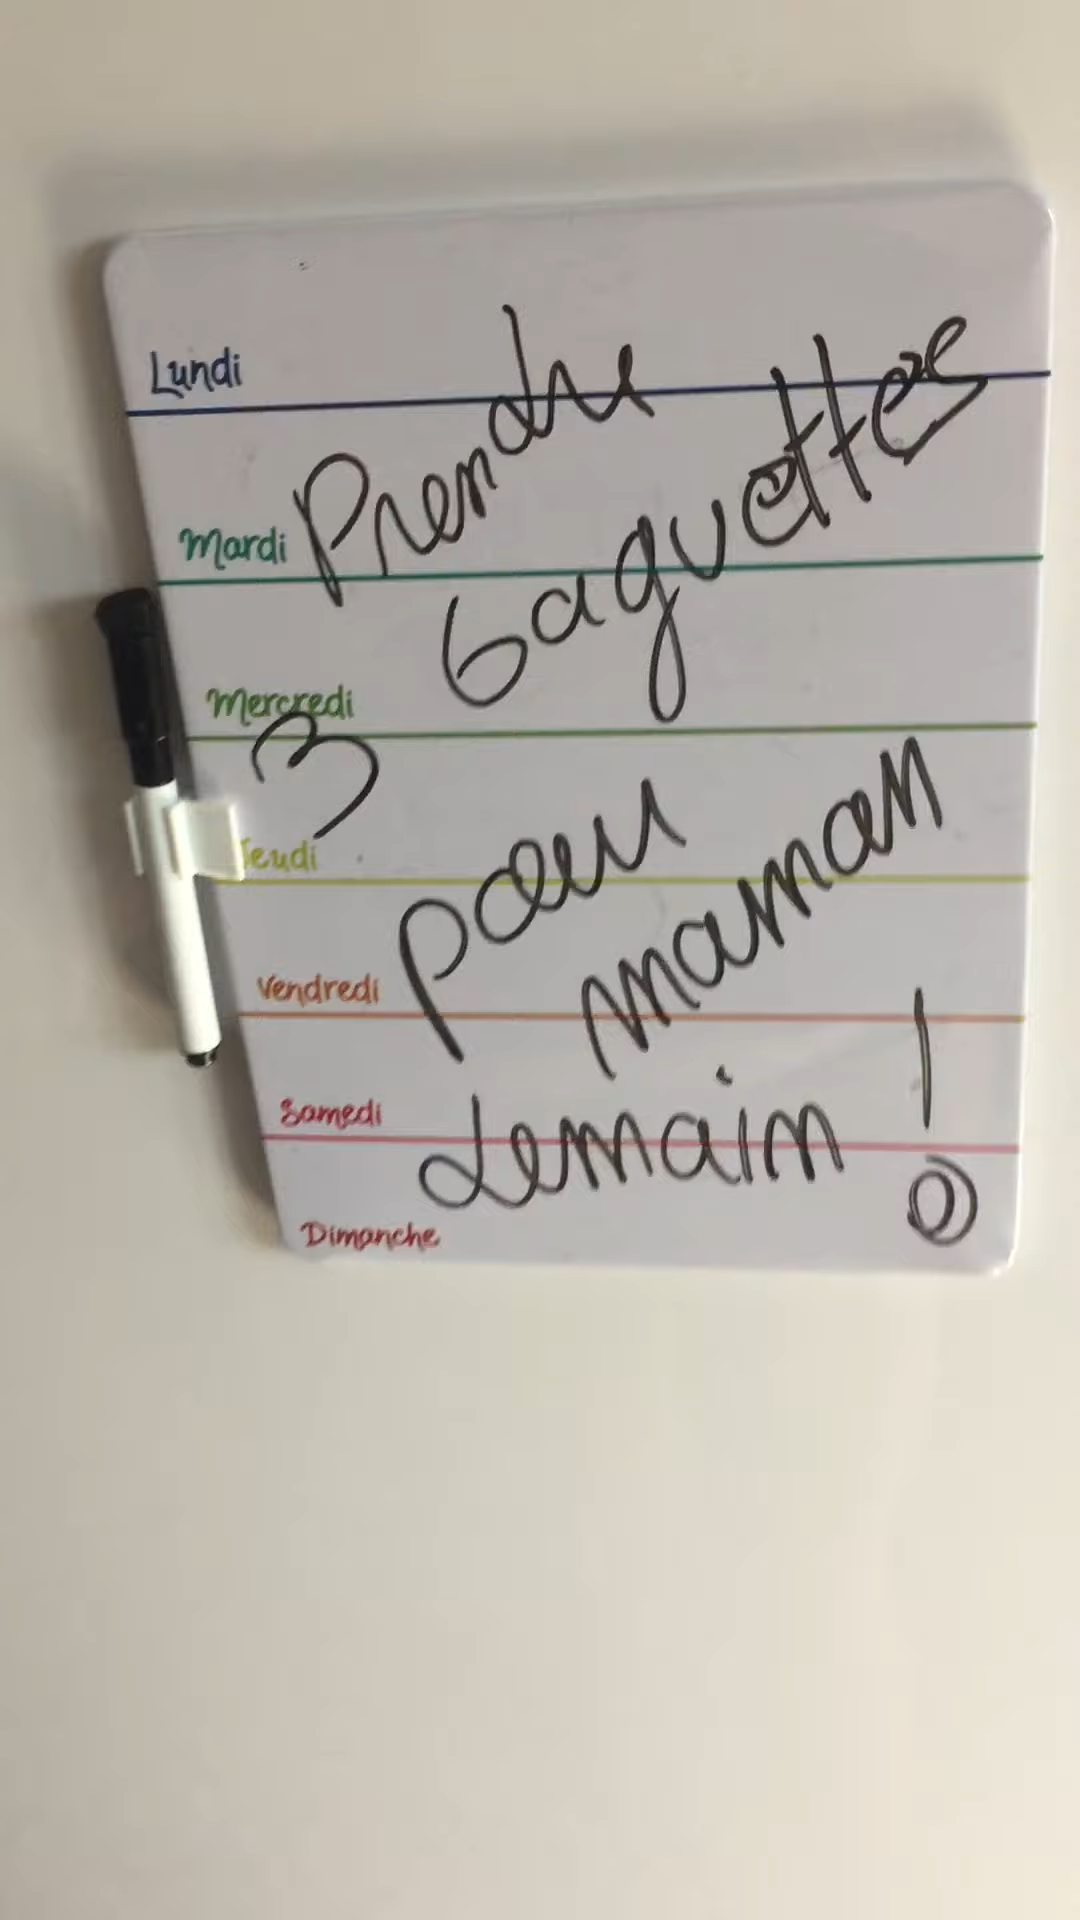 Lundi
Prendre
Mardi
baguettes
Mercredi
3
Jeudi
pour
maman
Vendredi
Samedi
demain !
Dimanche